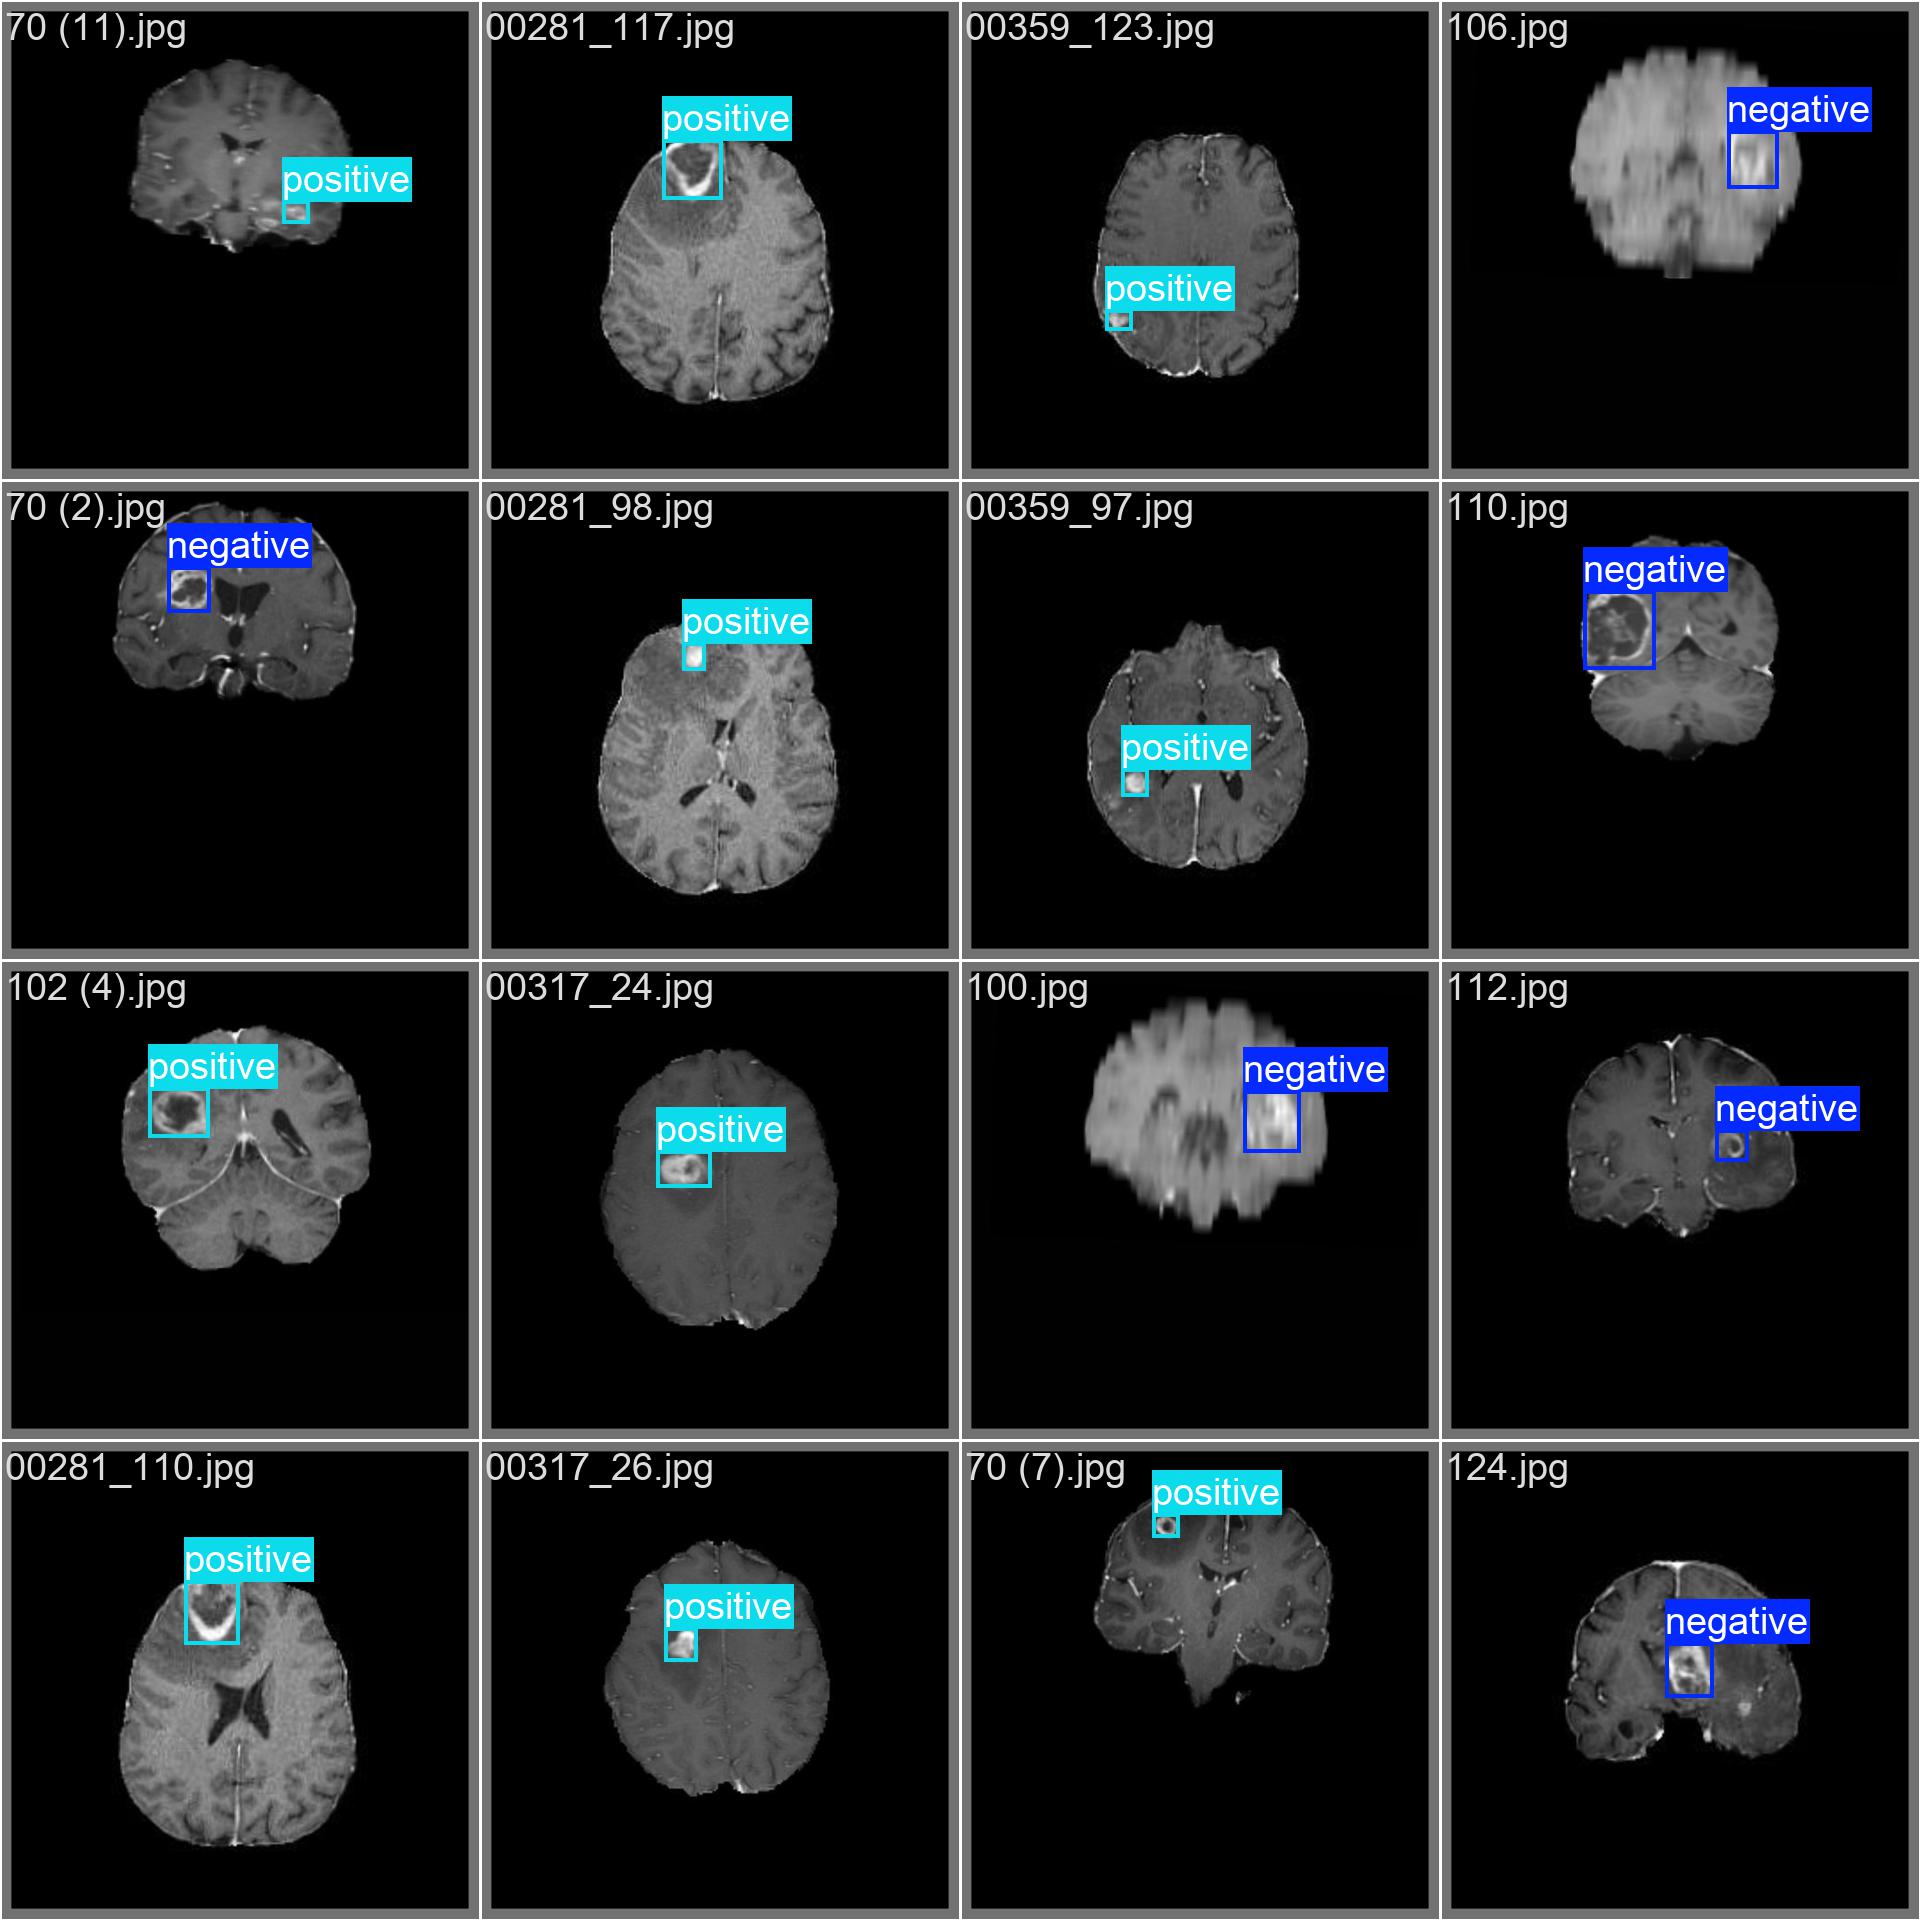 70 (11).jpg
positive
00281_117.jpg
positive
00359_123.jpg
positive
106.jpg
negative
70 (2).jpg
negative
00281_98.jpg
positive
00359_97.jpg
positive
110.jpg
negative
102 (4).jpg
positive
00317_24.jpg
positive
100.jpg
negative
112.jpg
negative
00281_110.jpg
positive
00317_26.jpg
positive
70 (7).jpg
positive
124.jpg
negative